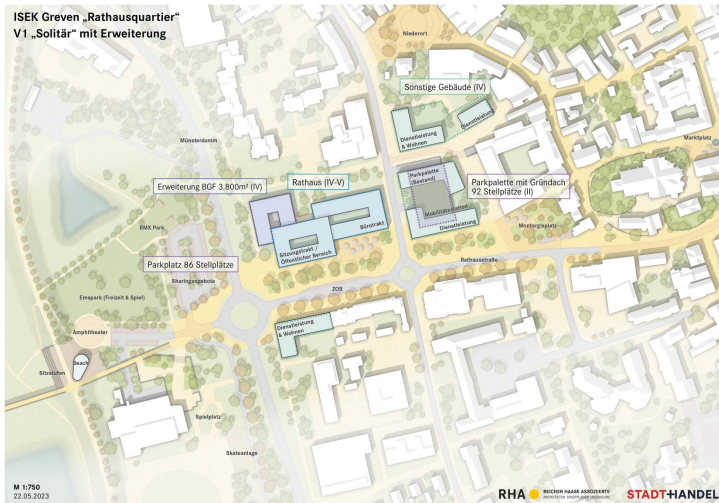 ISEK Greven „Rathausquartier“
V1 „Solitär“ mit Erweiterung
Niederort
Sonstige Gebäude (IV)
Dienstleistung
Dienstleistung
& Wohnen
Münsterdamm
Marktplatz
Erweiterung BGF 3.800m² (IV)
Rathaus (IV-V)
Parkpalette
(Bestand)
Parkpalette mit Gründach
92 Stellplätze (II)
Mobilitätsstation
Bürotrakt
Dienstleistung
Montargisplatz
BMX Park
Sitzungstrakt /
Öffentlicher Bereich
Parkplatz 86 Stellplätze
Rathausstraße
Sharingangebote
ZOB
Emspark (Freizeit & Spiel)
Dienstleistung
& Wohnen
Amphitheater
Beach
Sitzstufen
Spielplatz
Skateanlage
M 1:750
22.05.2023
RHA
REICHER HAASE ASSOZIIERTE
ARCHITEKTEN STADTPLANER INGENIEURE
STADT+HANDEL